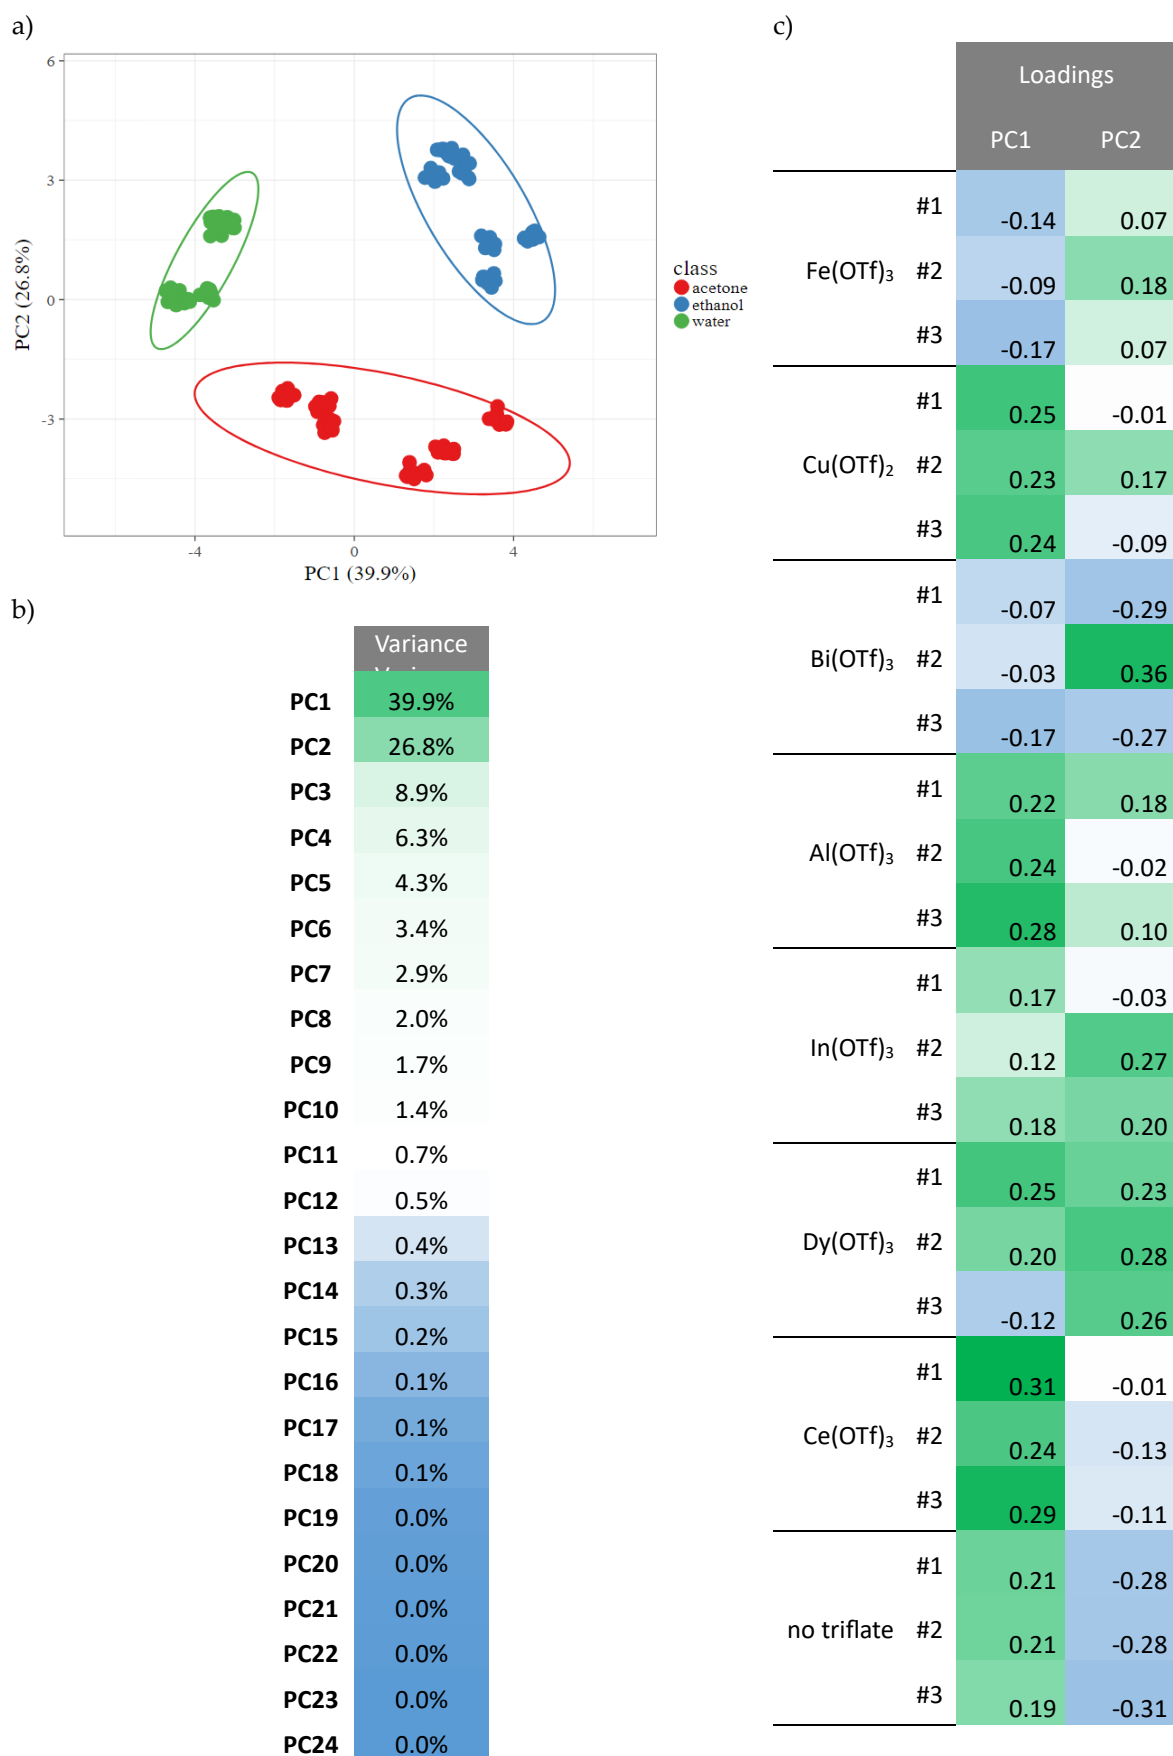 a)
6
3
0
-3
PC2 (26.8%)
-4
0
4
PC1 (39.9%)
class
acetone
ethanol
water
b)
Variance
PC1 39.9%
PC2 26.8%
PC3 8.9%
PC4 6.3%
PC5 4.3%
PC6 3.4%
PC7 2.9%
PC8 2.0%
PC9 1.7%
PC10 1.4%
PC11 0.7%
PC12 0.5%
PC13 0.4%
PC14 0.3%
PC15 0.2%
PC16 0.1%
PC17 0.1%
PC18 0.1%
PC19 0.0%
PC20 0.0%
PC21 0.0%
PC22 0.0%
PC23 0.0%
PC24 0.0%
c)
Loadings
PC1 PC2
#1 -0.14 0.07
Fe(OTf)₃ #2 -0.09 0.18
#3 -0.17 0.07
#1 0.25 -0.01
Cu(OTf)₂ #2 0.23 0.17
#3 0.24 -0.09
#1 -0.07 -0.29
Bi(OTf)₃ #2 -0.03 0.36
#3 -0.17 -0.27
#1 0.22 0.18
Al(OTf)₃ #2 0.24 -0.02
#3 0.28 0.10
#1 0.17 -0.03
In(OTf)₃ #2 0.12 0.27
#3 0.18 0.20
#1 0.25 0.23
Dy(OTf)₃ #2 0.20 0.28
#3 -0.12 0.26
#1 0.31 -0.01
Ce(OTf)₃ #2 0.24 -0.13
#3 0.29 -0.11
#1 0.21 -0.28
no triflate #2 0.21 -0.28
#3 0.19 -0.31